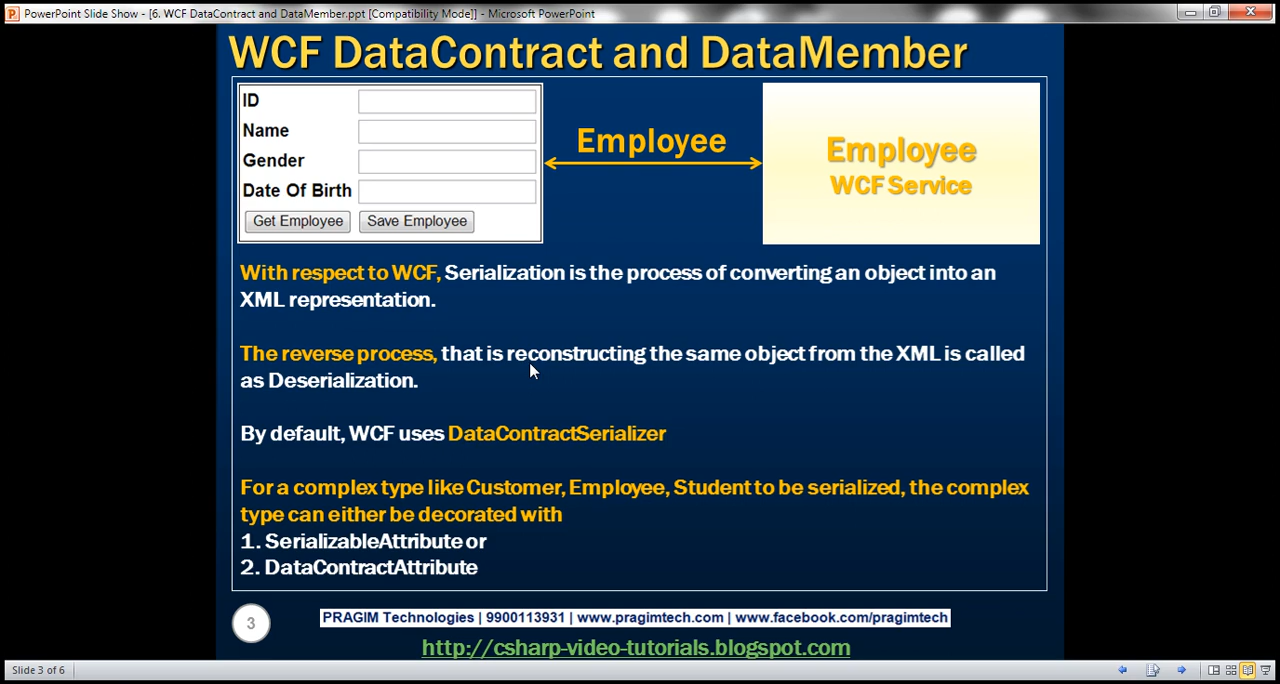 PowerPoint Slide Show - [6. WCF DataContract and DataMember.ppt [Compatibility Mode]] - Microsoft PowerPoint
WCF DataContract and DataMember
ID
Name
Gender
Date Of Birth
Get Employee Save Employee
Employee
Employee
WCF Service
With respect to WCF, Serialization is the process of converting an object into an
XML representation.
The reverse process, that is reconstructing the same object from the XML is called
as Deserialization.
By default, WCF uses DataContractSerializer
For a complex type like Customer, Employee, Student to be serialized, the complex
type can either be decorated with
1. SerializableAttribute or
2. DataContractAttribute
3
PRAGIM Technologies | 9900113931 | www.pragimtech.com | www.facebook.com/pragimtech
http://csharp-video-tutorials.blogspot.com
Slide 3 of 6